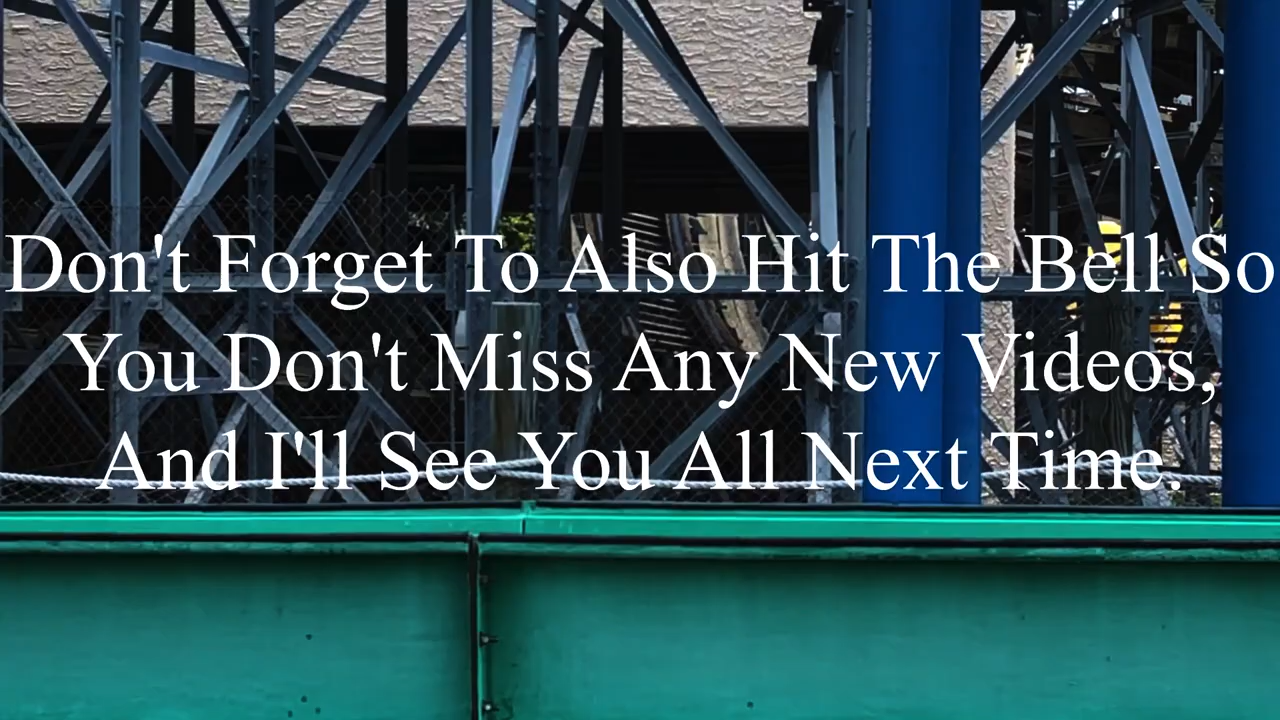 Don't Forget To Also Hit The Bell So
You Don't Miss Any New Videos,
And I'll See You All Next Time.